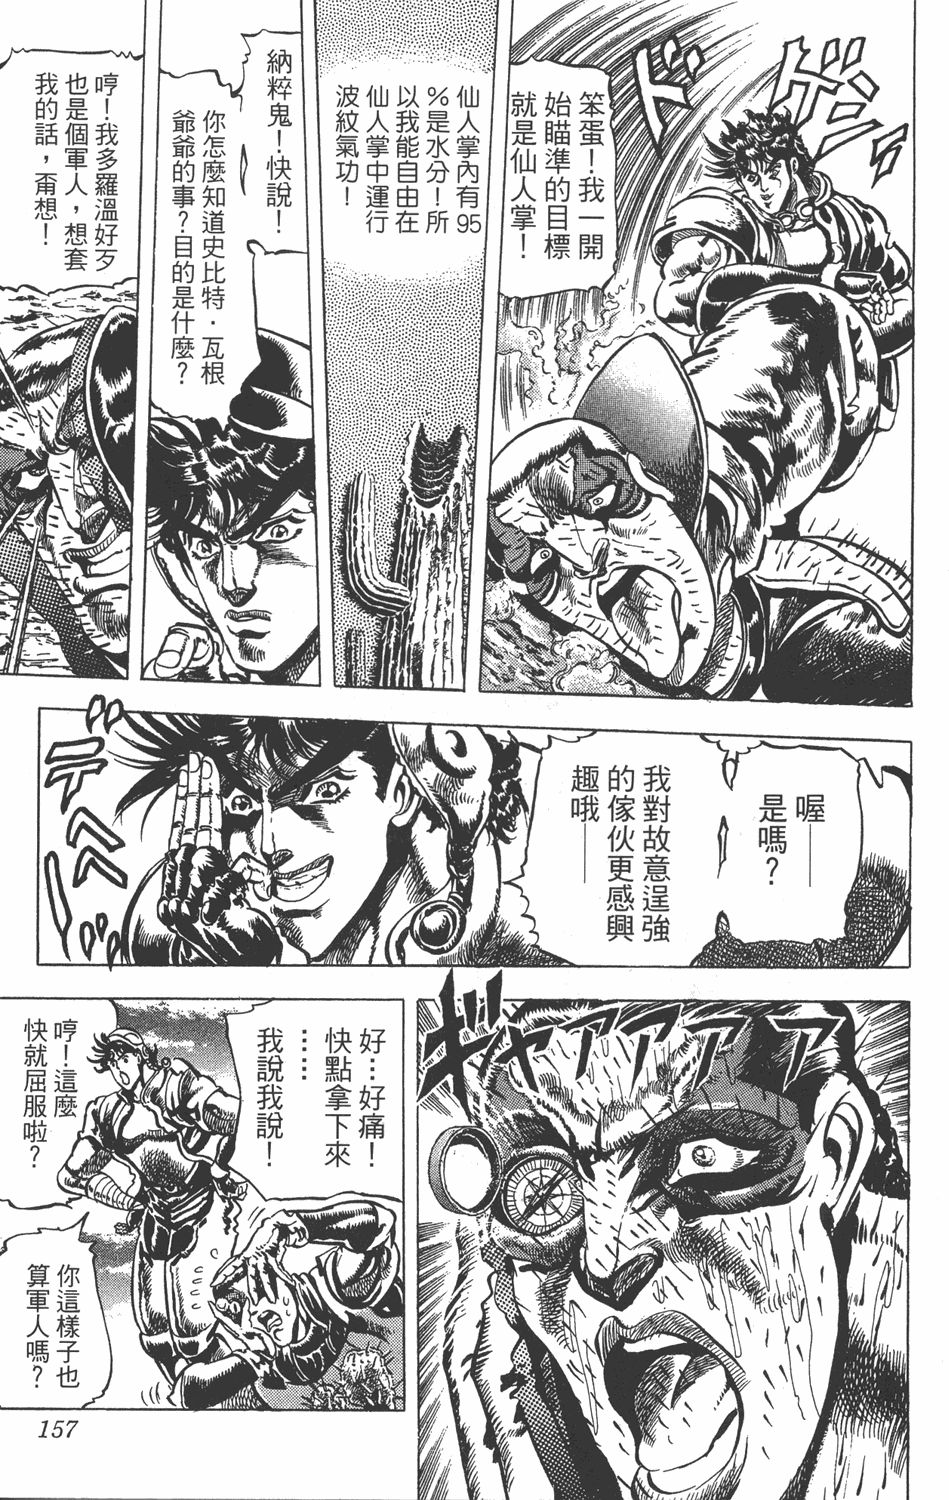 ドドゲシィッ
笨蛋！我一開
始瞄準的目標
就是仙人掌！
仙人掌內有95
%是水分！所
以我能自由在
仙人掌中運行
波紋氣功！
納粹鬼！快說！
你怎麼知道史比特．瓦根
爺爺的事？目的是什麼？
哼！我多羅溫好歹
也是個軍人，想套
我的話，甭想！
喔——
是嗎？
我對故意逞強
的傢伙更感興
趣哦——
ギャアアアアア
好…好痛！
快點拿下來
……
我說我說！
哼！這麼
快就屈服啦？
你這樣子也
算軍人嗎？
157